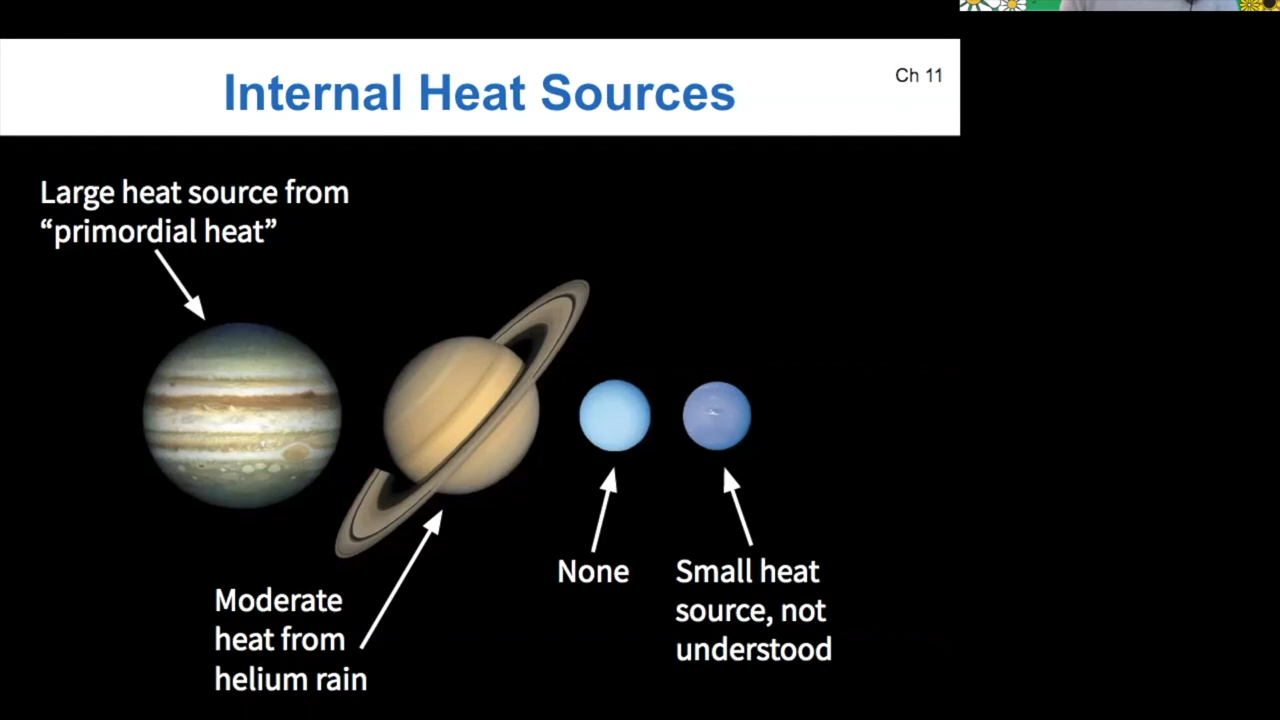 Internal Heat Sources
Ch 11
Large heat source from
“primordial heat”
Moderate
heat from
helium rain
None
Small heat
source, not
understood